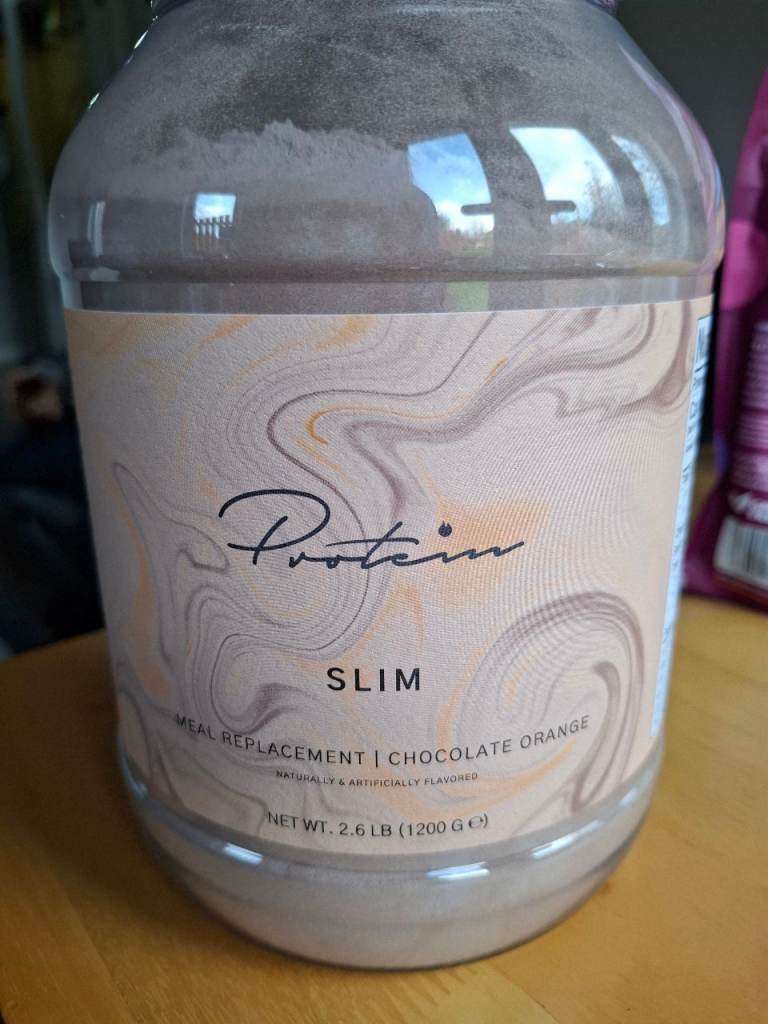 Protein
SLIM
MEAL REPLACEMENT | CHOCOLATE ORANGE
NATURALLY & ARTIFICIALLY FLAVORED
NET WT. 2.6 LB (1200 G ℮)